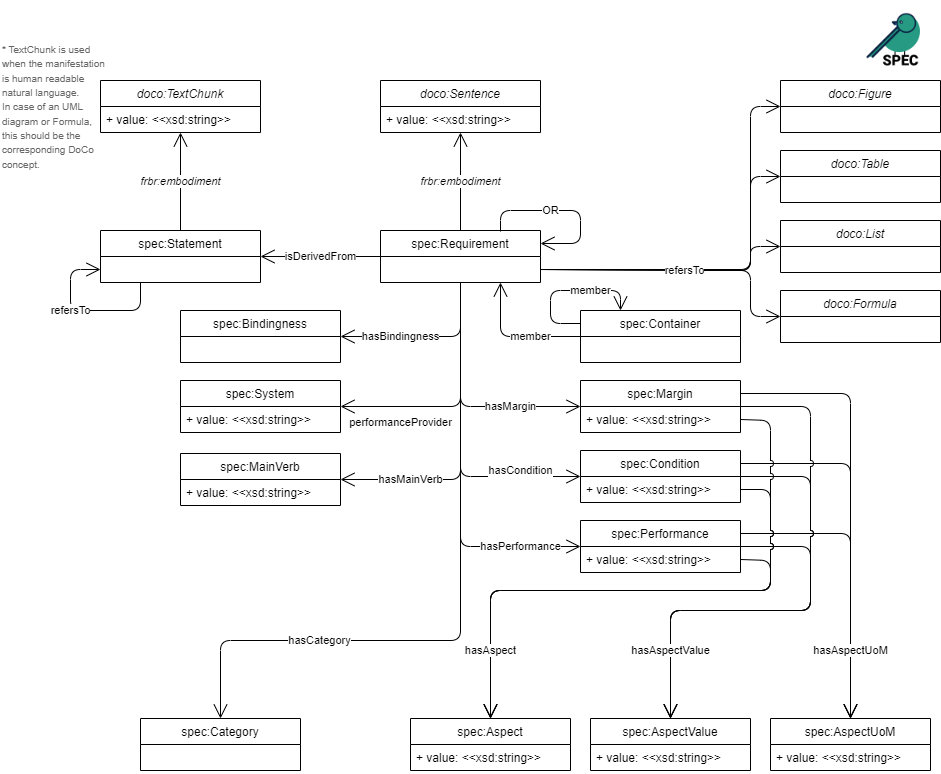 SPEC
* TextChunk is used
when the manifestation
is human readable
natural language.
In case of an UML
diagram or Formula,
this should be the
corresponding DoCo
concept.
doco:TextChunk
+ value: <<xsd:string>>
doco:Sentence
+ value: <<xsd:string>>
doco:Figure
doco:Table
doco:List
doco:Formula
frbr:embodiment
frbr:embodiment
OR
spec:Statement
isDerivedFrom
spec:Requirement
refersTo
refersTo
member
member
spec:Container
spec:Bindingness
hasBindingness
spec:System
+ value: <<xsd:string>>
performanceProvider
hasMargin
spec:Margin
+ value: <<xsd:string>>
spec:MainVerb
+ value: <<xsd:string>>
hasMainVerb
hasCondition
spec:Condition
+ value: <<xsd:string>>
hasPerformance
spec:Performance
+ value: <<xsd:string>>
hasCategory
hasAspect
hasAspectValue
hasAspectUoM
spec:Category
spec:Aspect
+ value: <<xsd:string>>
spec:AspectValue
+ value: <<xsd:string>>
spec:AspectUoM
+ value: <<xsd:string>>